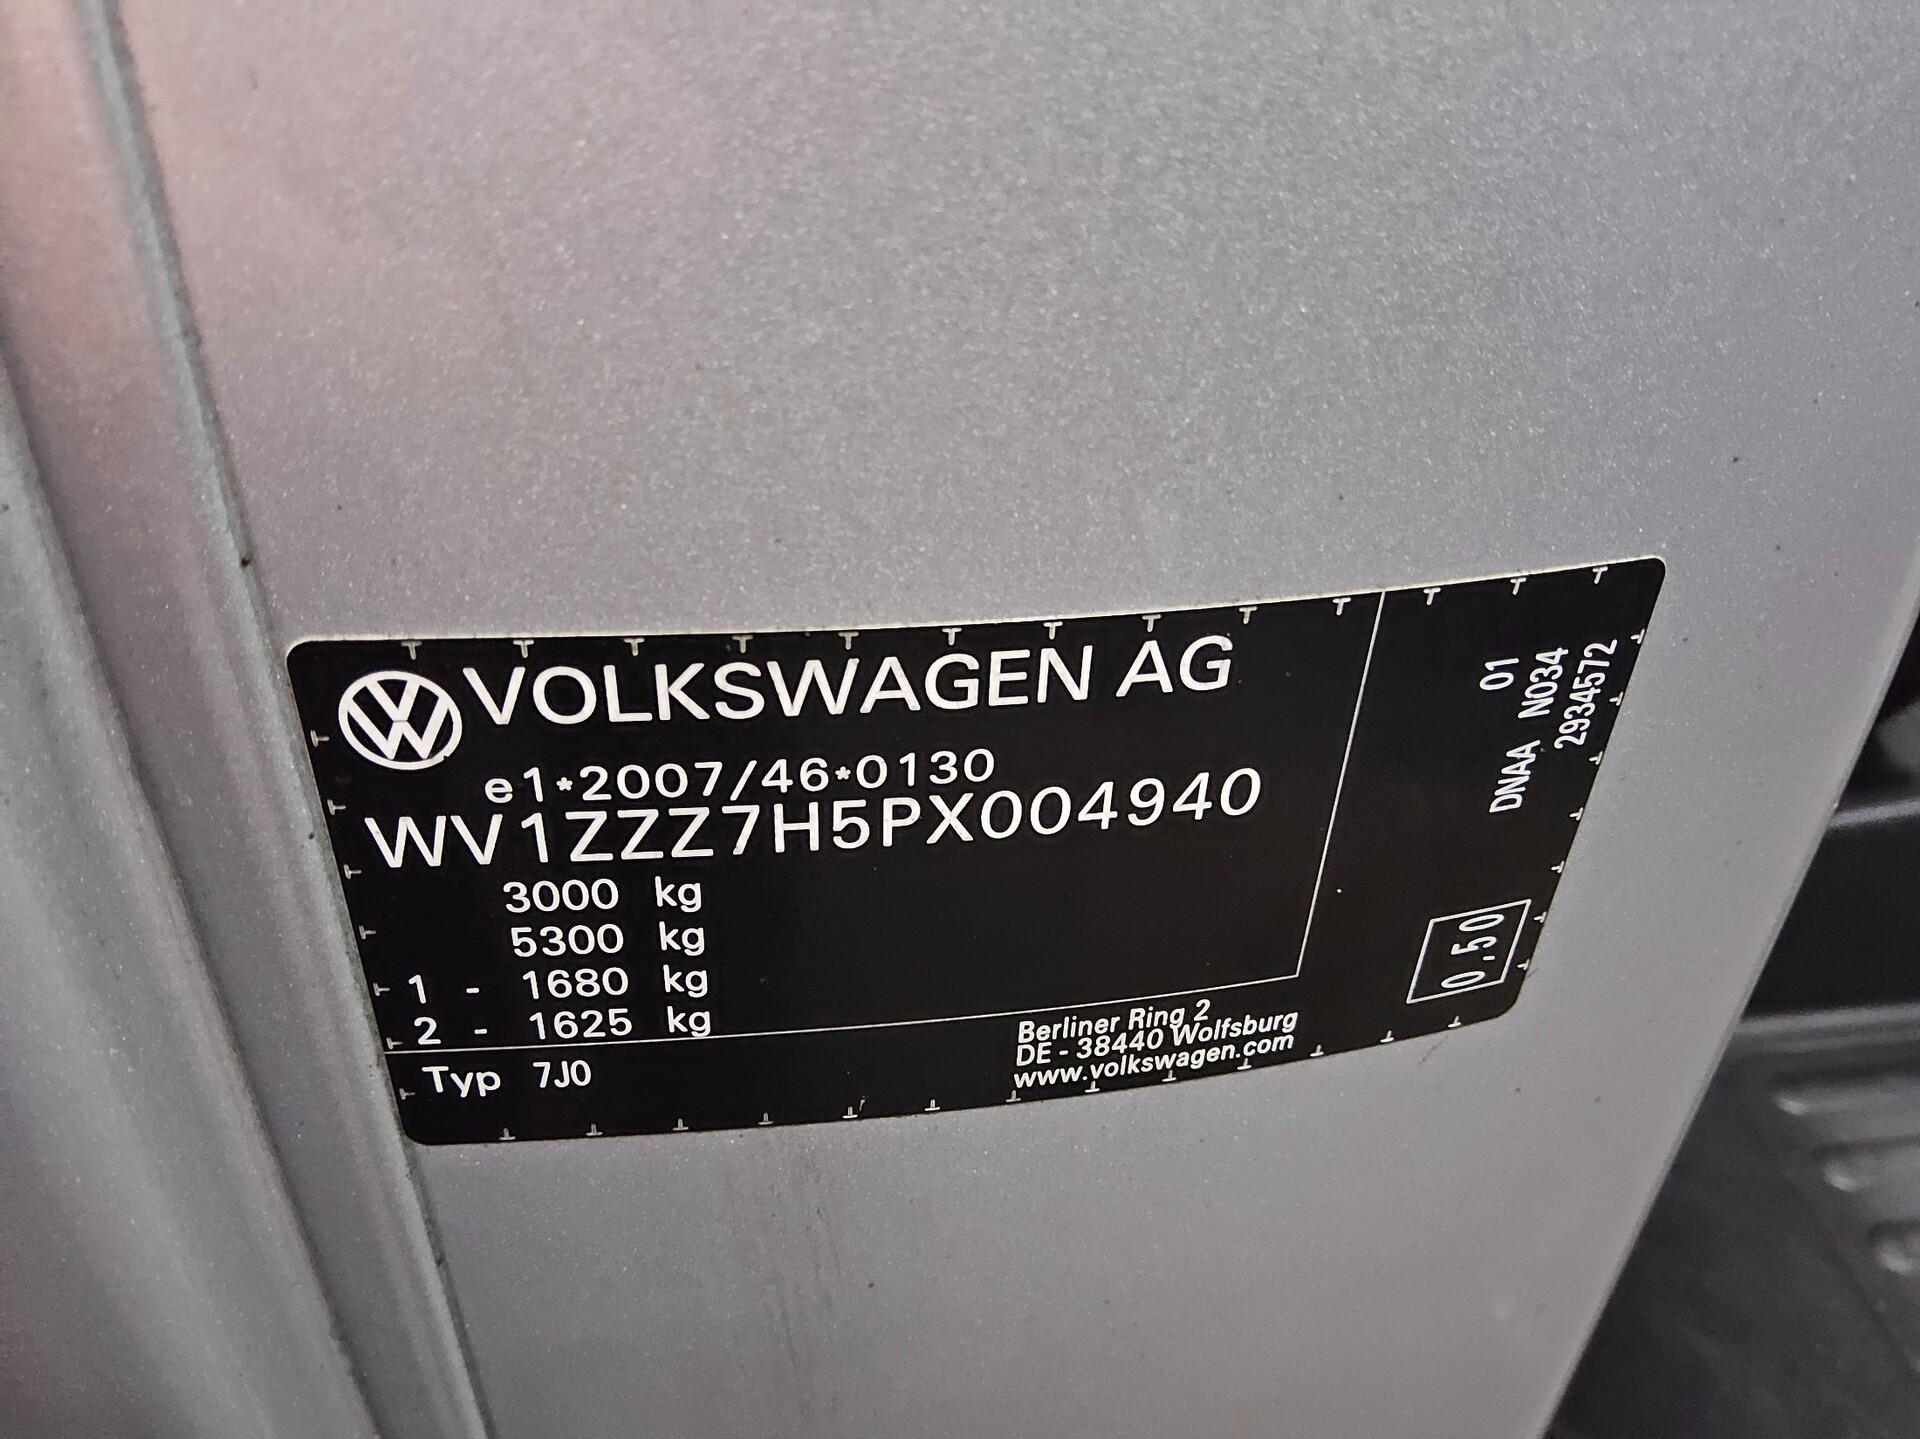 VOLKSWAGEN AG
e1*2007/46*0130
WV1ZZZ7H5PX004940
3000 kg
5300 kg
1 - 1680 kg
2 - 1625 kg
Typ 7J0
Berliner Ring 2
DE - 38440 Wolfsburg
www.volkswagen.com
01
DNAA N034
2934572
0,50